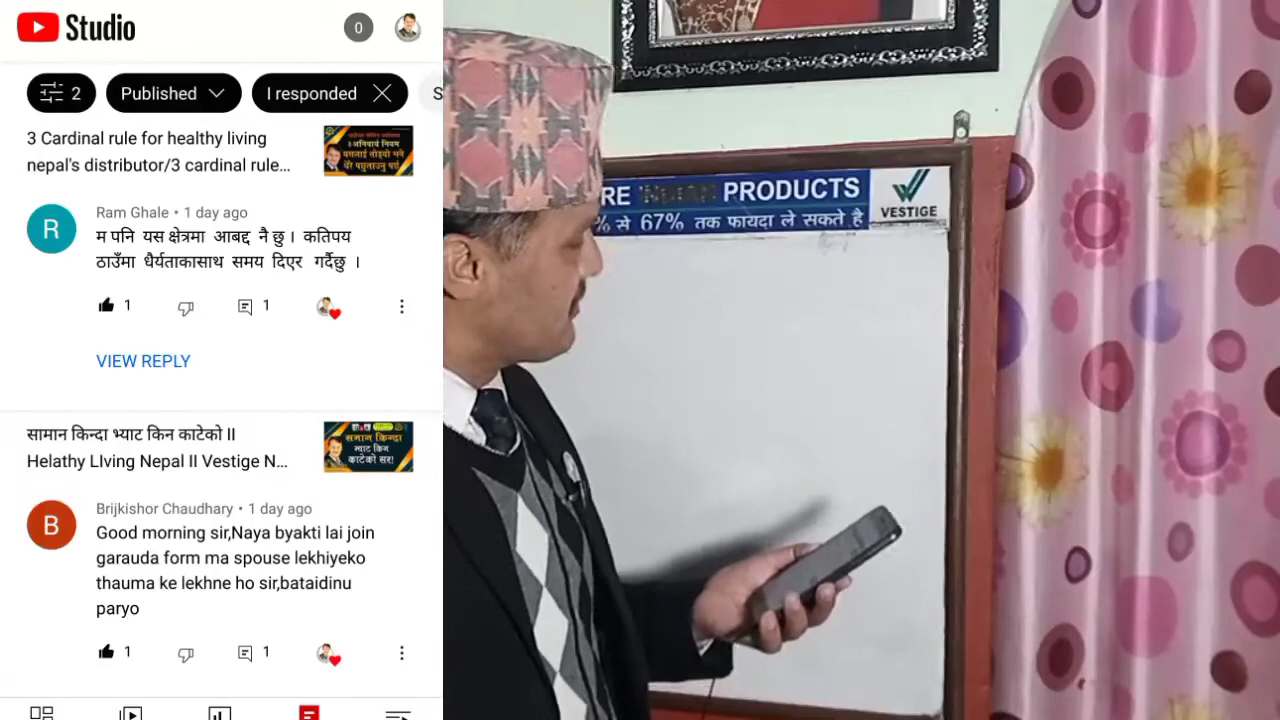 Studio
0
2
Published
I responded
S
3 Cardinal rule for healthy living
nepal's distributor/3 cardinal rule...
R
Ram Ghale • 1 day ago
म पनि यस क्षेत्रमा आबद्द नै छु । कतिपय
ठाउँमा धैर्यताकासाथ समय दिएर गर्दैछु ।
1
1
VIEW REPLY
सामान किन्दा भ्याट किन काटेको ll
Helathy LIving Nepal ll Vestige N...
समान किन्दा
भ्याट किन
काटेको सर!
B
Brijkishor Chaudhary • 1 day ago
Good morning sir,Naya byakti lai join
garauda form ma spouse lekhiyeko
thauma ke lekhne ho sir,bataidinu
paryo
1
1
RE PRODUCTS
% से 67% तक फायदा ले सकते है
VESTIGE